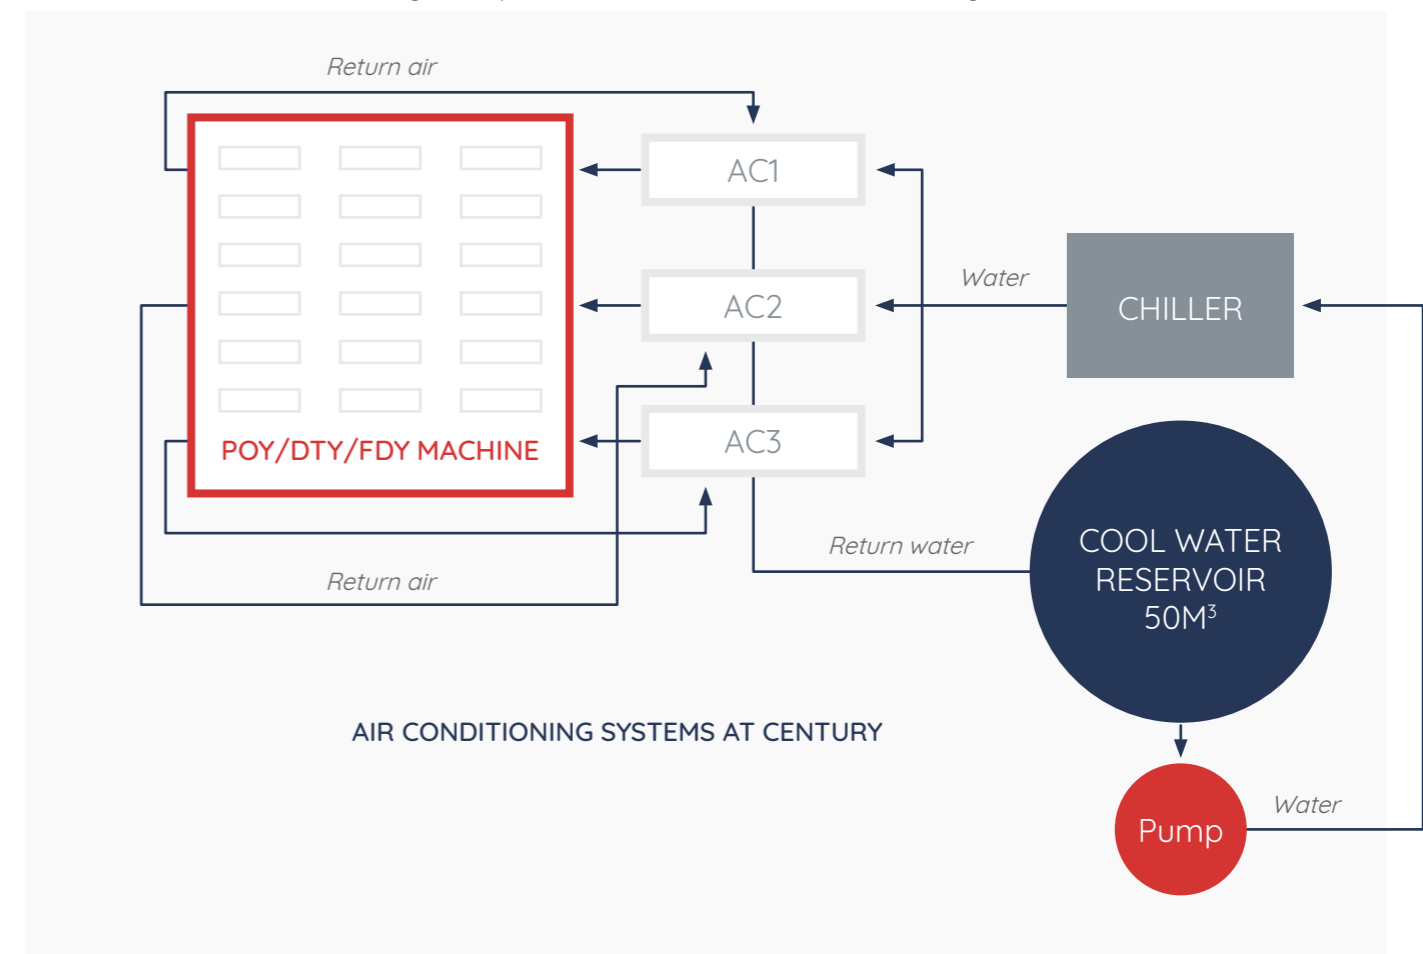 Return air
AC1
Water
AC2
CHILLER
AC3
POY/DTY/FDY MACHINE
Return water
COOL WATER
RESERVOIR
50M³
Return air
AIR CONDITIONING SYSTEMS AT CENTURY
Water
Pump